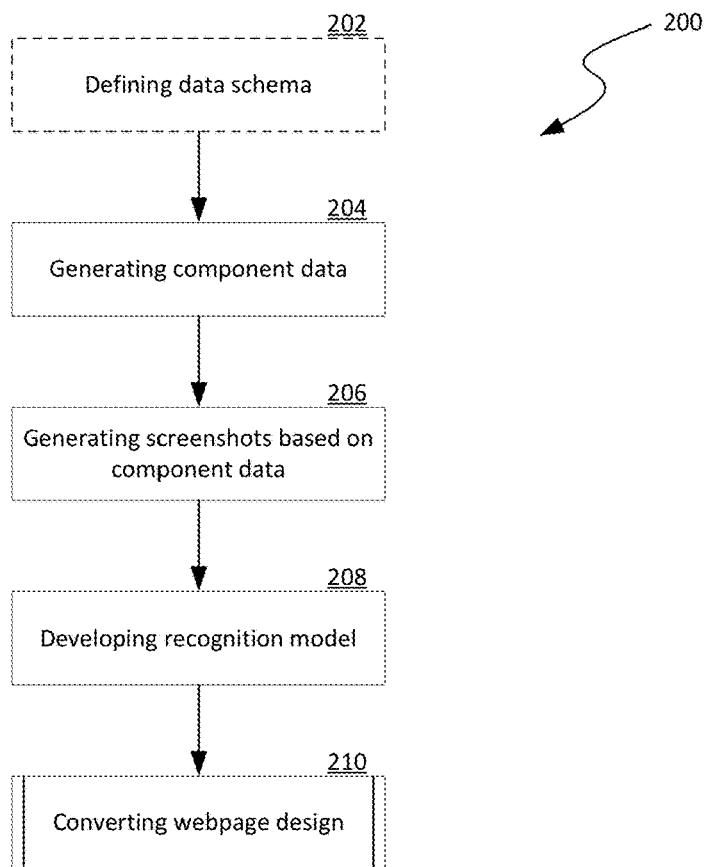 202
200
Defining data schema
204
Generating component data
206
Generating screenshots based on
component data
208
Developing recognition model
210
Converting webpage design